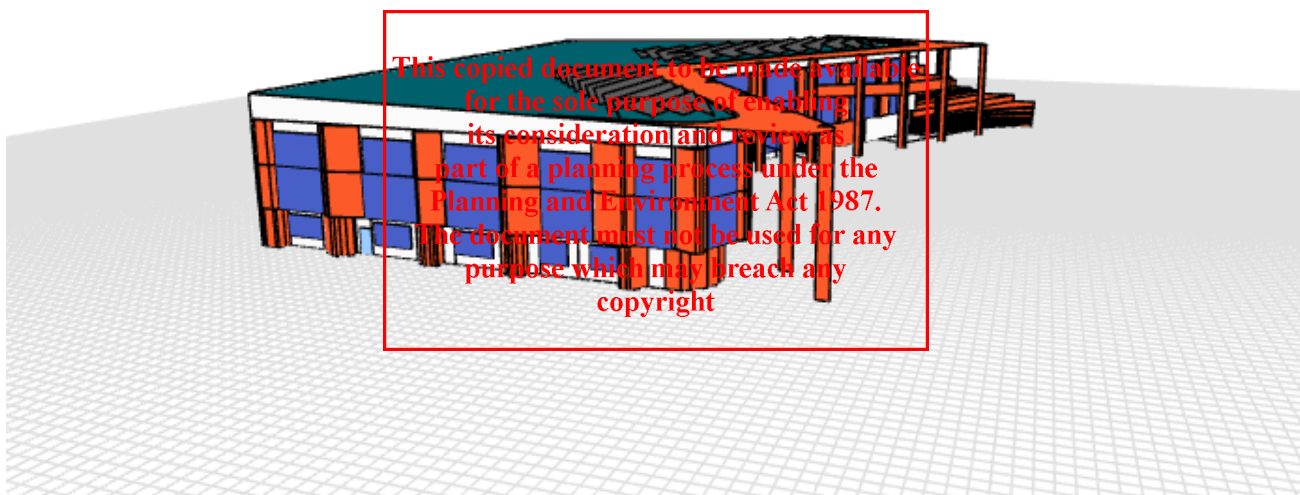 This copied document to be made available
for the sole purpose of enabling
its consideration and review as
part of a planning process under the
Planning and Environment Act 1987.
The document must not be used for any
purpose which may breach any
copyright